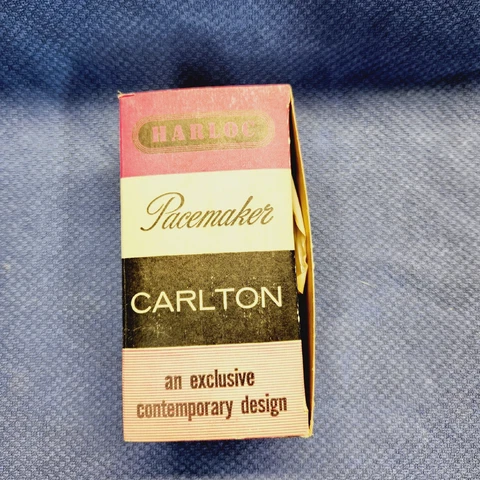 HARLOC
Pacemaker
CARLTON
an exclusive
contemporary design